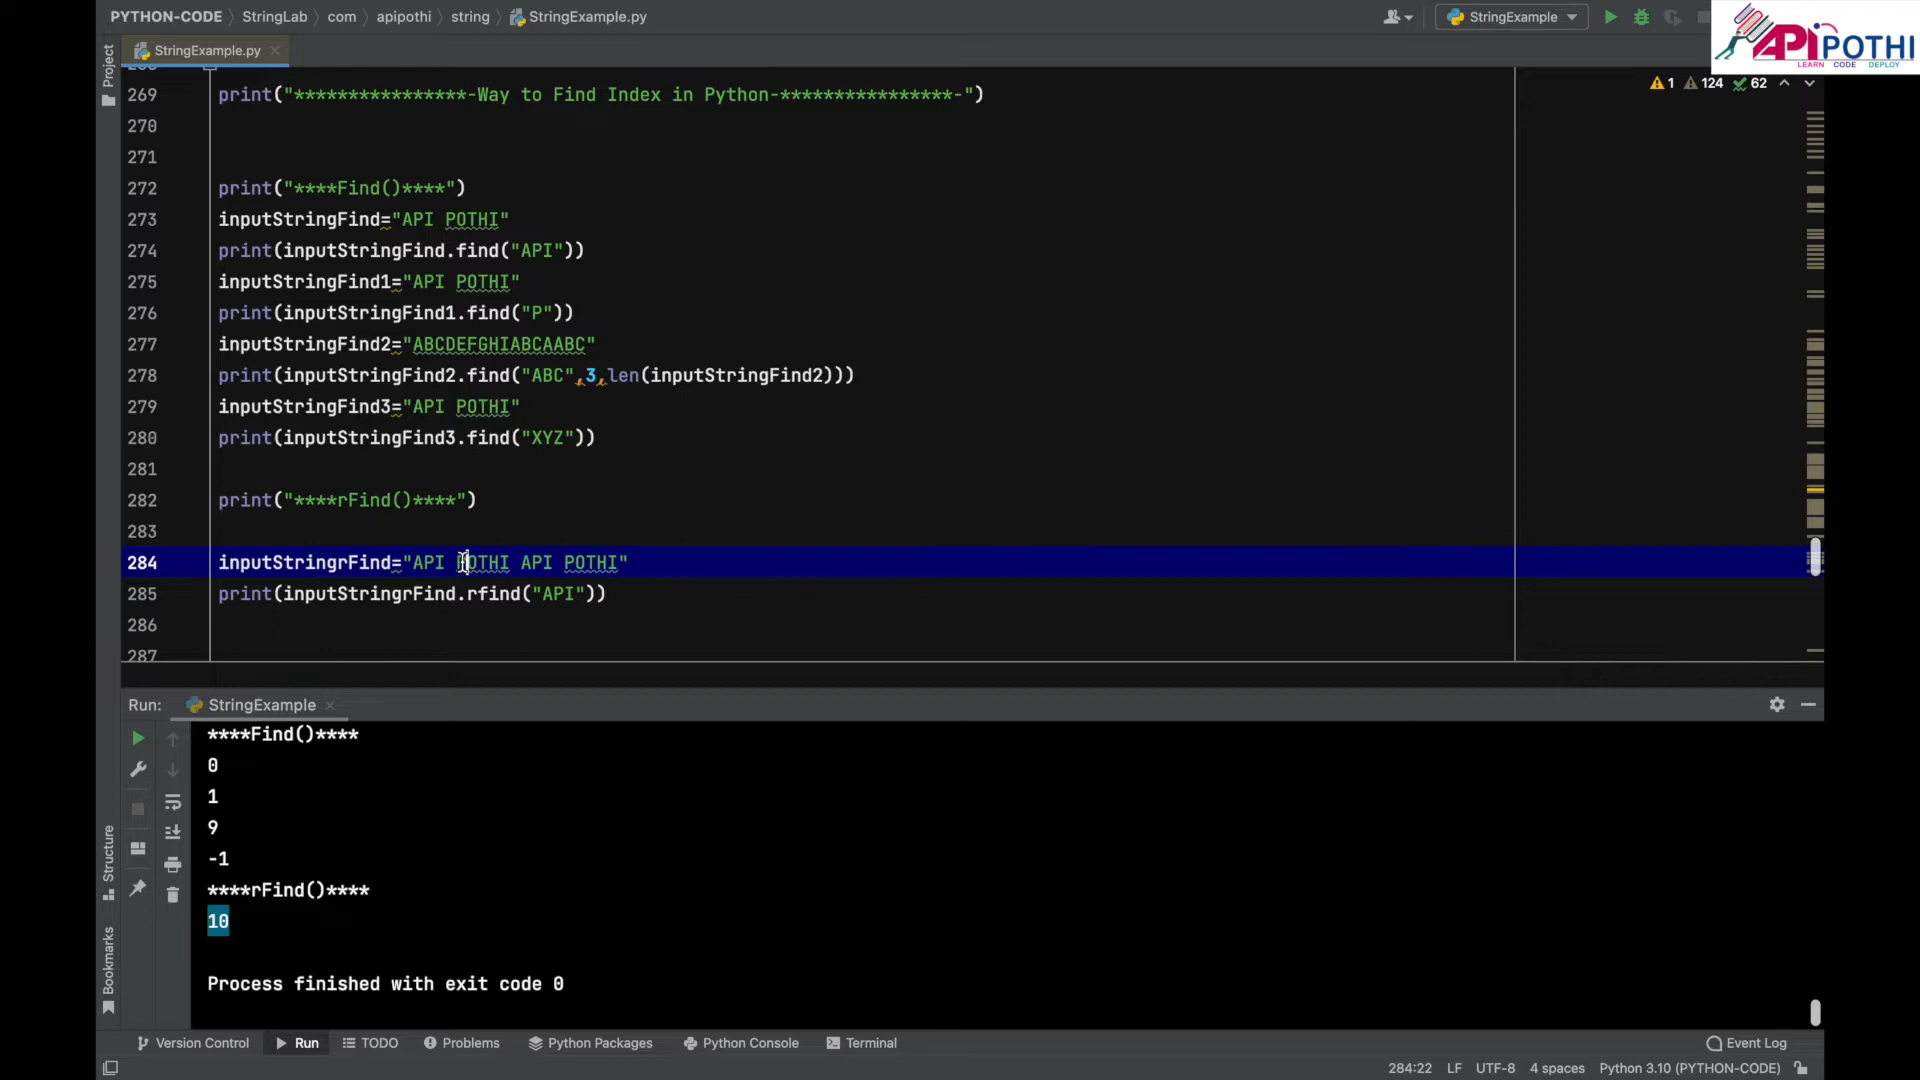 PYTHON-CODE StringLab com apipothi string StringExample.py
StringExample
APIPOTHI
LEARN CODE DEPLOY
StringExample.py
Project
1 124 62
269 print("****************-Way to Find Index in Python-****************-")
270
271
272 print("****Find()****")
273 inputStringFind="API POTHI"
274 print(inputStringFind.find("API"))
275 inputStringFind1="API POTHI"
276 print(inputStringFind1.find("P"))
277 inputStringFind2="ABCDEFGHIABCAABC"
278 print(inputStringFind2.find("ABC",3,len(inputStringFind2)))
279 inputStringFind3="API POTHI"
280 print(inputStringFind3.find("XYZ"))
281
282 print("****rFind()****")
283
284 inputStringrFind="API POTHI API POTHI"
285 print(inputStringrFind.rfind("API"))
286
287
Run: StringExample
****Find()****
0
1
9
-1
****rFind()****
10
Process finished with exit code 0
Structure
Bookmarks
Version Control Run TODO Problems Python Packages Python Console Terminal Event Log
284:22 LF UTF-8 4 spaces Python 3.10 (PYTHON-CODE)